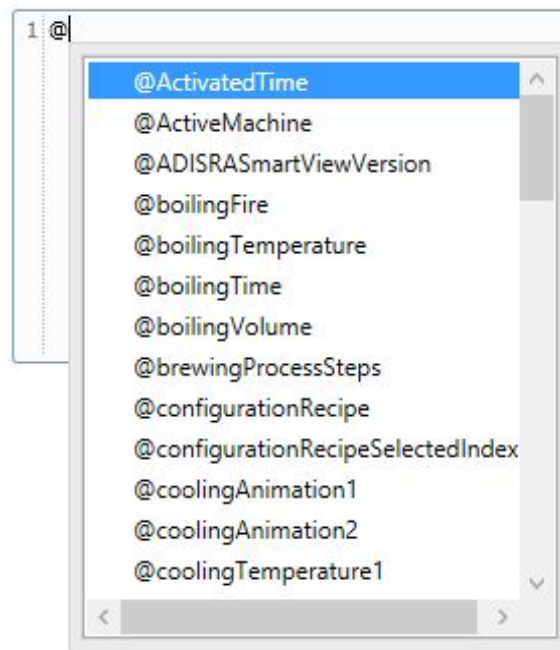 1 @
@ActivatedTime
@ActiveMachine
@ADISRASmartViewVersion
@boilingFire
@boilingTemperature
@boilingTime
@boilingVolume
@brewingProcessSteps
@configurationRecipe
@configurationRecipeSelectedIndex
@coolingAnimation1
@coolingAnimation2
@coolingTemperature1